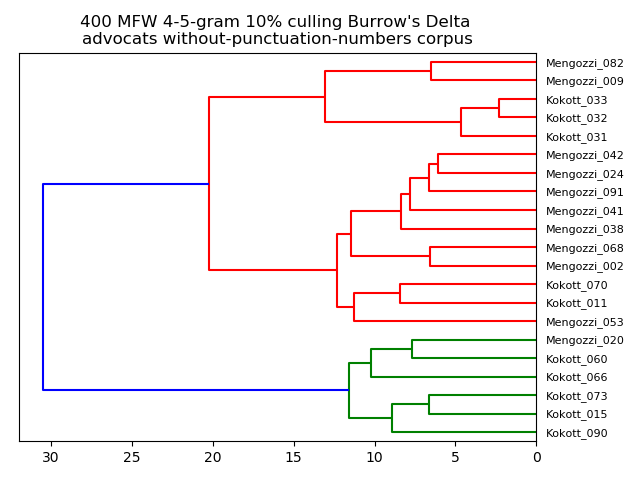 400 MFW 4-5-gram 10% culling Burrow's Delta
advocats without-punctuation-numbers corpus
Mengozzi_082
Mengozzi_009
Kokott_033
Kokott_032
Kokott_031
Mengozzi_042
Mengozzi_024
Mengozzi_091
Mengozzi_041
Mengozzi_038
Mengozzi_068
Mengozzi_002
Kokott_070
Kokott_011
Mengozzi_053
Mengozzi_020
Kokott_060
Kokott_066
Kokott_073
Kokott_015
Kokott_090
30 25 20 15 10 5 0